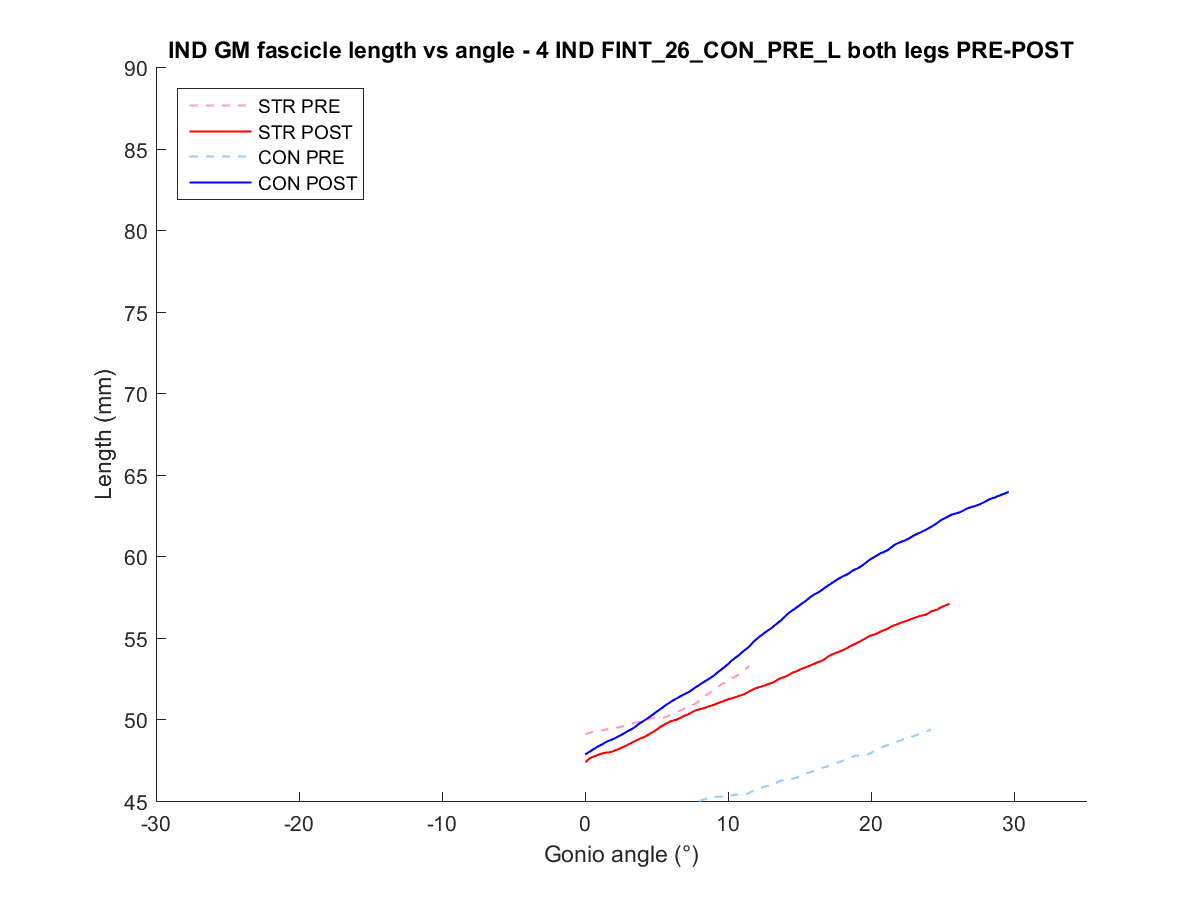 IND GM fascicle length vs angle - 4 IND FINT_26_CON_PRE_L both legs PRE-POST
90
85
80
75
70
65
60
55
50
45
Length (mm)
STR PRE
STR POST
CON PRE
CON POST
-30
-20
-10
0
10
20
30
Gonio angle (°)